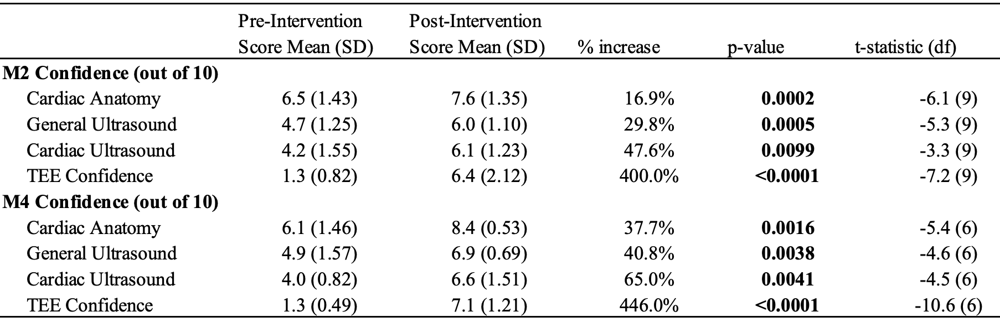 Pre-Intervention Post-Intervention
Score Mean (SD) Score Mean (SD) % increase p-value t-statistic (df)
M2 Confidence (out of 10)
Cardiac Anatomy 6.5 (1.43) 7.6 (1.35) 16.9% 0.0002 -6.1 (9)
General Ultrasound 4.7 (1.25) 6.0 (1.10) 29.8% 0.0005 -5.3 (9)
Cardiac Ultrasound 4.2 (1.55) 6.1 (1.23) 47.6% 0.0099 -3.3 (9)
TEE Confidence 1.3 (0.82) 6.4 (2.12) 400.0% <0.0001 -7.2 (9)
M4 Confidence (out of 10)
Cardiac Anatomy 6.1 (1.46) 8.4 (0.53) 37.7% 0.0016 -5.4 (6)
General Ultrasound 4.9 (1.57) 6.9 (0.69) 40.8% 0.0038 -4.6 (6)
Cardiac Ultrasound 4.0 (0.82) 6.6 (1.51) 65.0% 0.0041 -4.5 (6)
TEE Confidence 1.3 (0.49) 7.1 (1.21) 446.0% <0.0001 -10.6 (6)